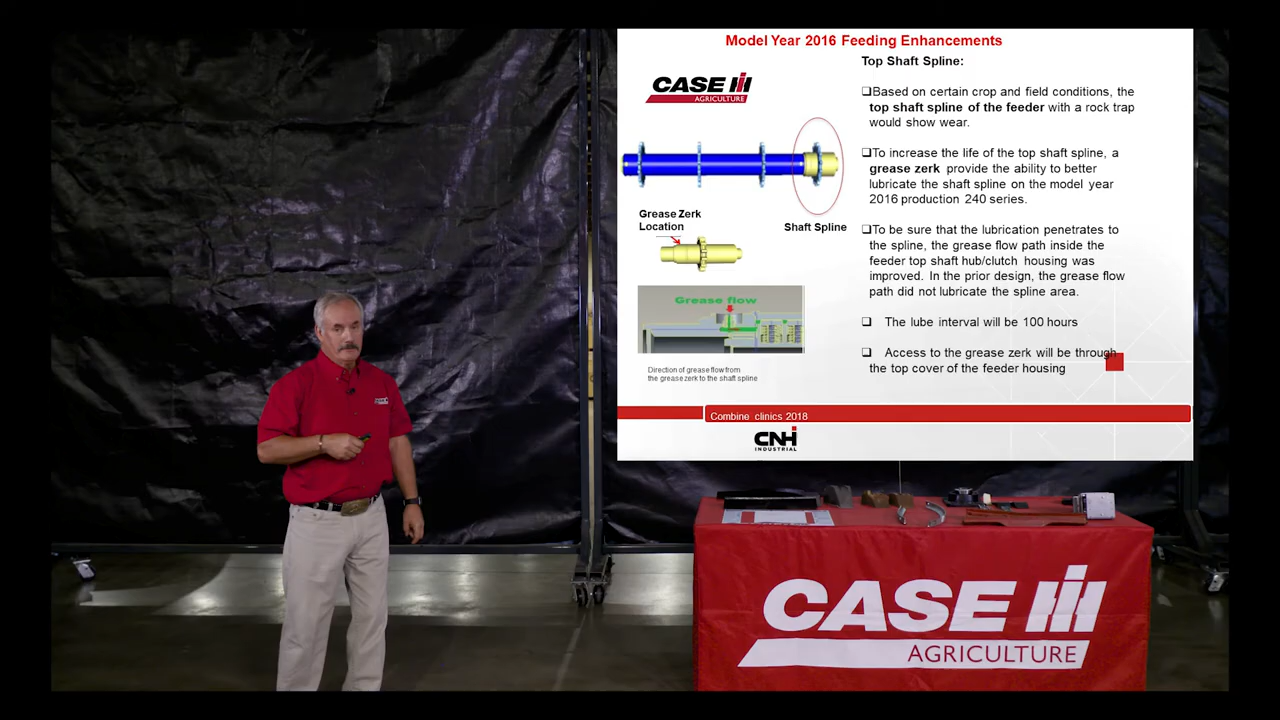 Model Year 2016 Feeding Enhancements
CASE IH
AGRICULTURE
Top Shaft Spline:
❑Based on certain crop and field conditions, the
top shaft spline of the feeder with a rock trap
would show wear.
❑To increase the life of the top shaft spline, a
grease zerk provide the ability to better
lubricate the shaft spline on the model year
2016 production 240 series.
❑To be sure that the lubrication penetrates to
the spline, the grease flow path inside the
feeder top shaft hub/clutch housing was
improved. In the prior design, the grease flow
path did not lubricate the spline area.
❑ The lube interval will be 100 hours
❑ Access to the grease zerk will be through
the top cover of the feeder housing
Grease Zerk
Location
Shaft Spline
Grease flow
Direction of grease flow from
the grease zerk to the shaft spline
Combine clinics 2018
CNH
INDUSTRIAL
CASE IH
AGRICULTURE